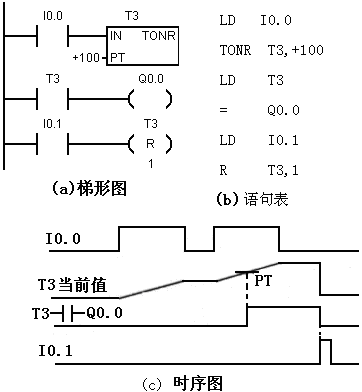 I0.0
T3
IN TONR
+100 PT
T3
Q0.0
I0.1
T3
R
1
(a)梯形图
LD I0.0
TONR T3,+100
LD T3
= Q0.0
LD I0.1
R T3,1
(b)语句表
I0.0
T3当前值
PT
T3 Q0.0
I0.1
(c) 时序图